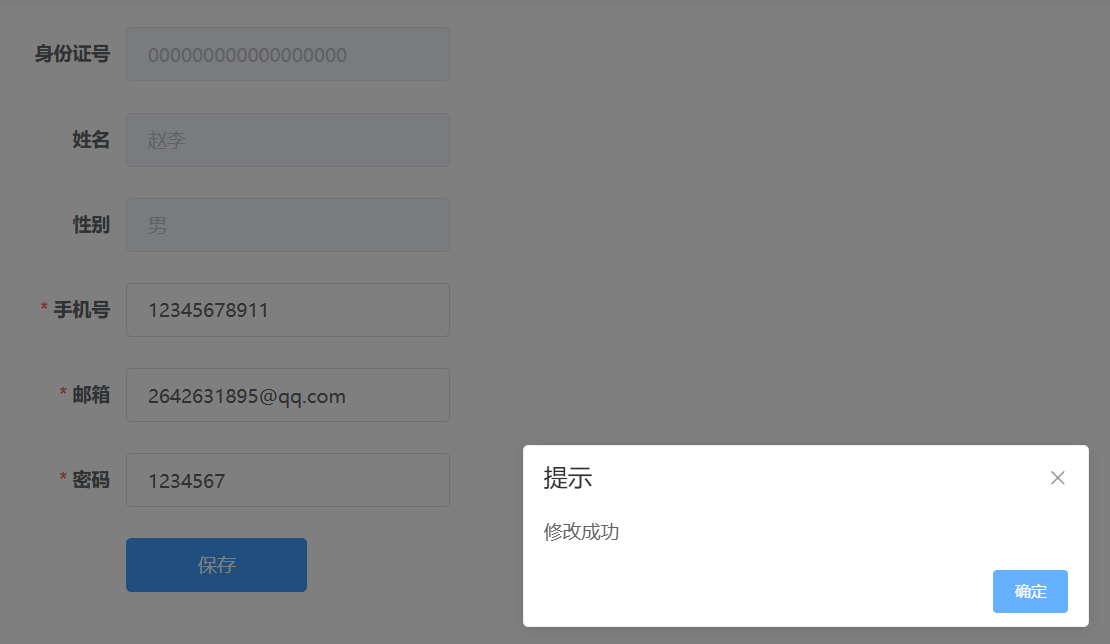 身份证号 000000000000000000
姓名 赵李
性别 男
* 手机号 12345678911
* 邮箱 2642631895@qq.com
* 密码 1234567
保存
提示
修改成功
确定